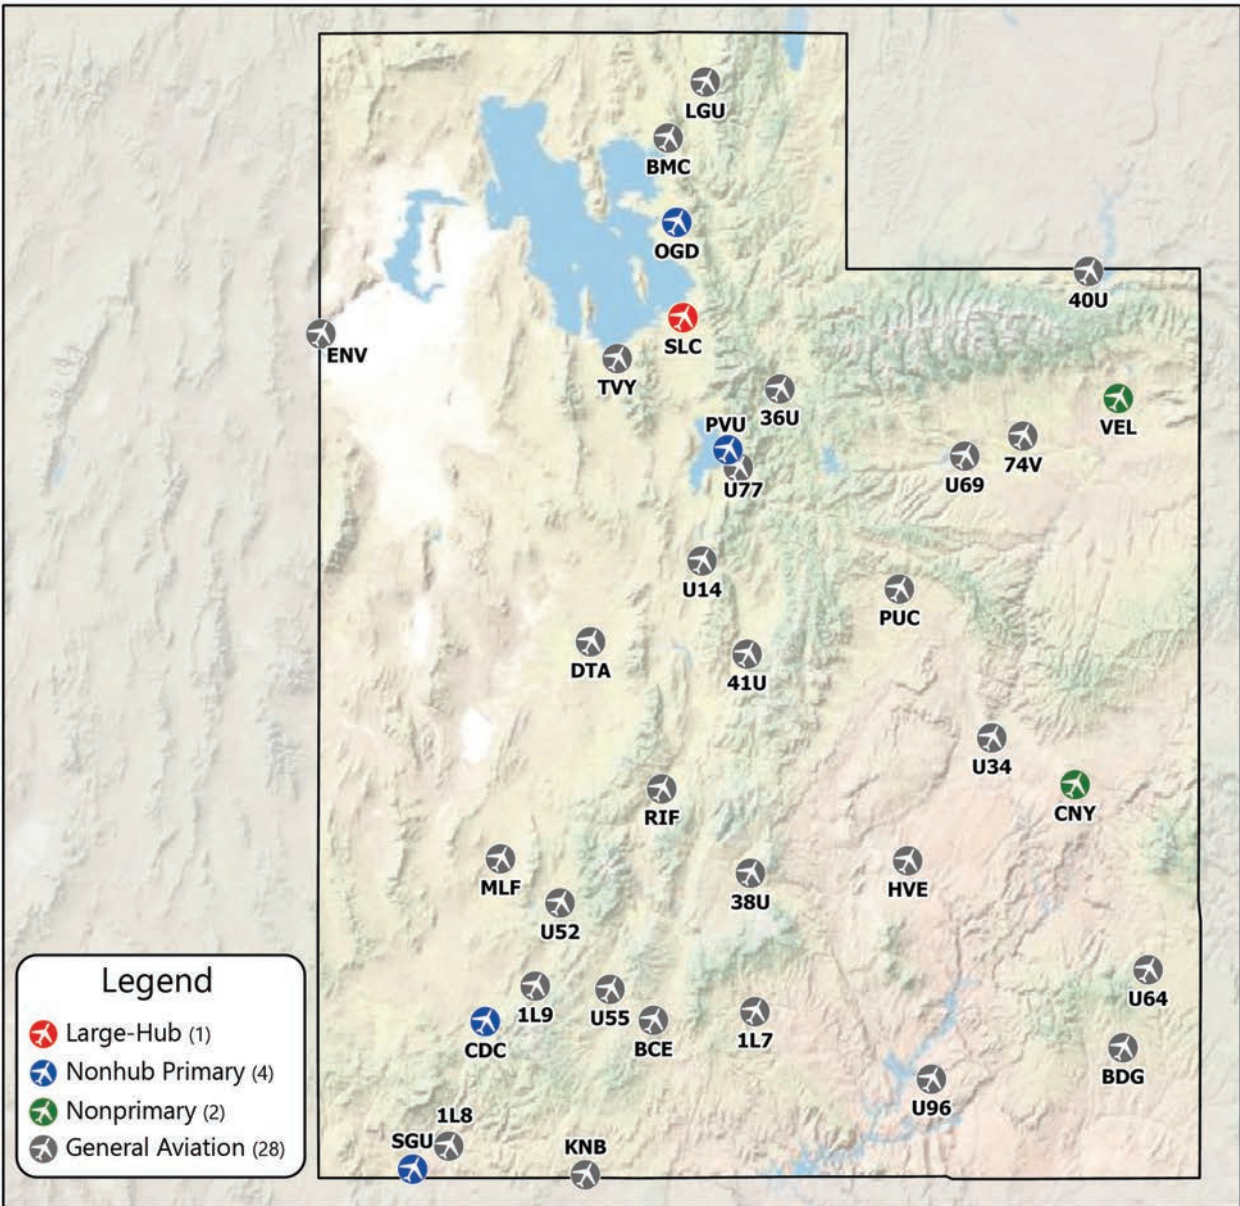 LGU
BMC
OGD
40U
SLC
ENV
TVY
36U
VEL
PVU
74V
U69
U77
U14
PUC
DTA
41U
U34
CNY
RIF
MLF
HVE
38U
U52
U64
1L9
U55
BCE
1L7
CDC
BDG
U96
1L8
SGU
KNB
Legend
Large-Hub (1)
Nonhub Primary (4)
Nonprimary (2)
General Aviation (28)